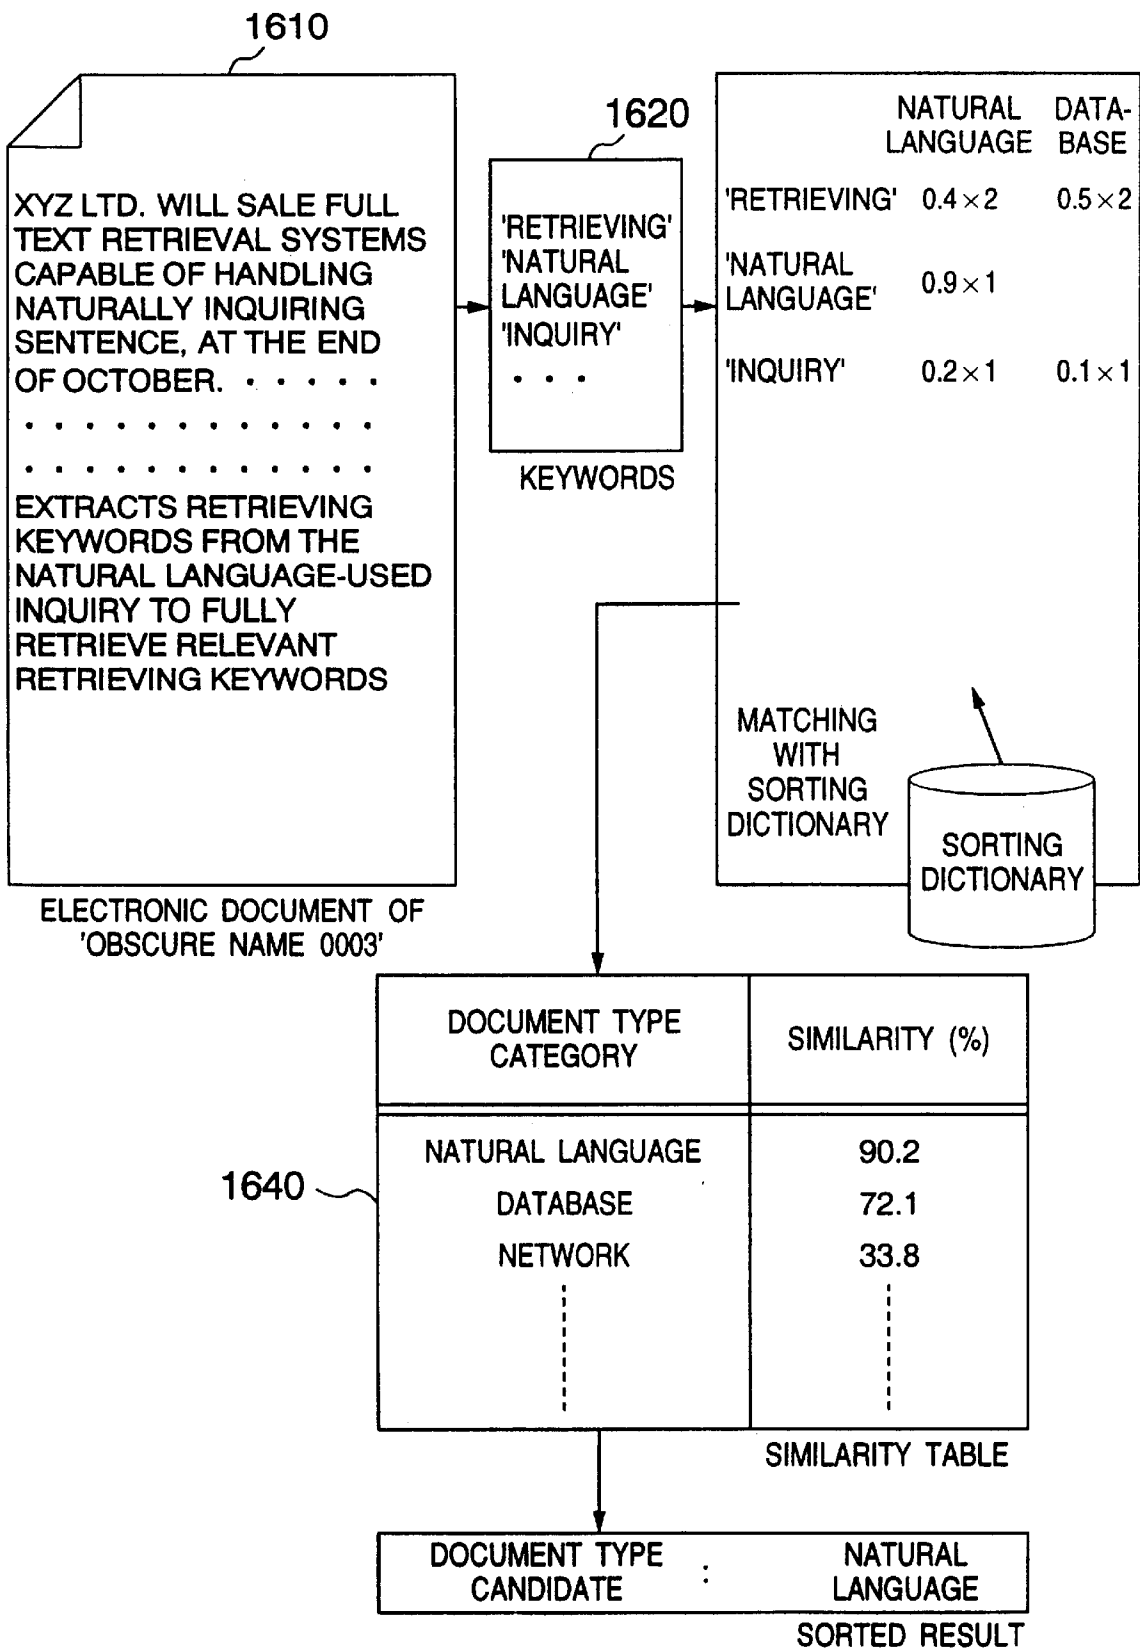 1610
XYZ LTD. WILL SALE FULL
TEXT RETRIEVAL SYSTEMS
CAPABLE OF HANDLING
NATURALLY INQUIRING
SENTENCE, AT THE END
OF OCTOBER. · · · · ·
· · · · · · · · · · · ·
· · · · · · · · · · · ·
EXTRACTS RETRIEVING
KEYWORDS FROM THE
NATURAL LANGUAGE-USED
INQUIRY TO FULLY
RETRIEVE RELEVANT
RETRIEVING KEYWORDS
ELECTRONIC DOCUMENT OF
'OBSCURE NAME 0003'
1620
'RETRIEVING'
'NATURAL
LANGUAGE'
'INQUIRY'
· · ·
KEYWORDS
NATURAL DATA-
LANGUAGE BASE
'RETRIEVING' 0.4×2 0.5×2
'NATURAL
LANGUAGE' 0.9×1
'INQUIRY' 0.2×1 0.1×1
MATCHING
WITH
SORTING
DICTIONARY
SORTING
DICTIONARY
DOCUMENT TYPE
CATEGORY
SIMILARITY (%)
1640
NATURAL LANGUAGE 90.2
DATABASE 72.1
NETWORK 33.8
SIMILARITY TABLE
DOCUMENT TYPE
CANDIDATE
:
NATURAL
LANGUAGE
SORTED RESULT